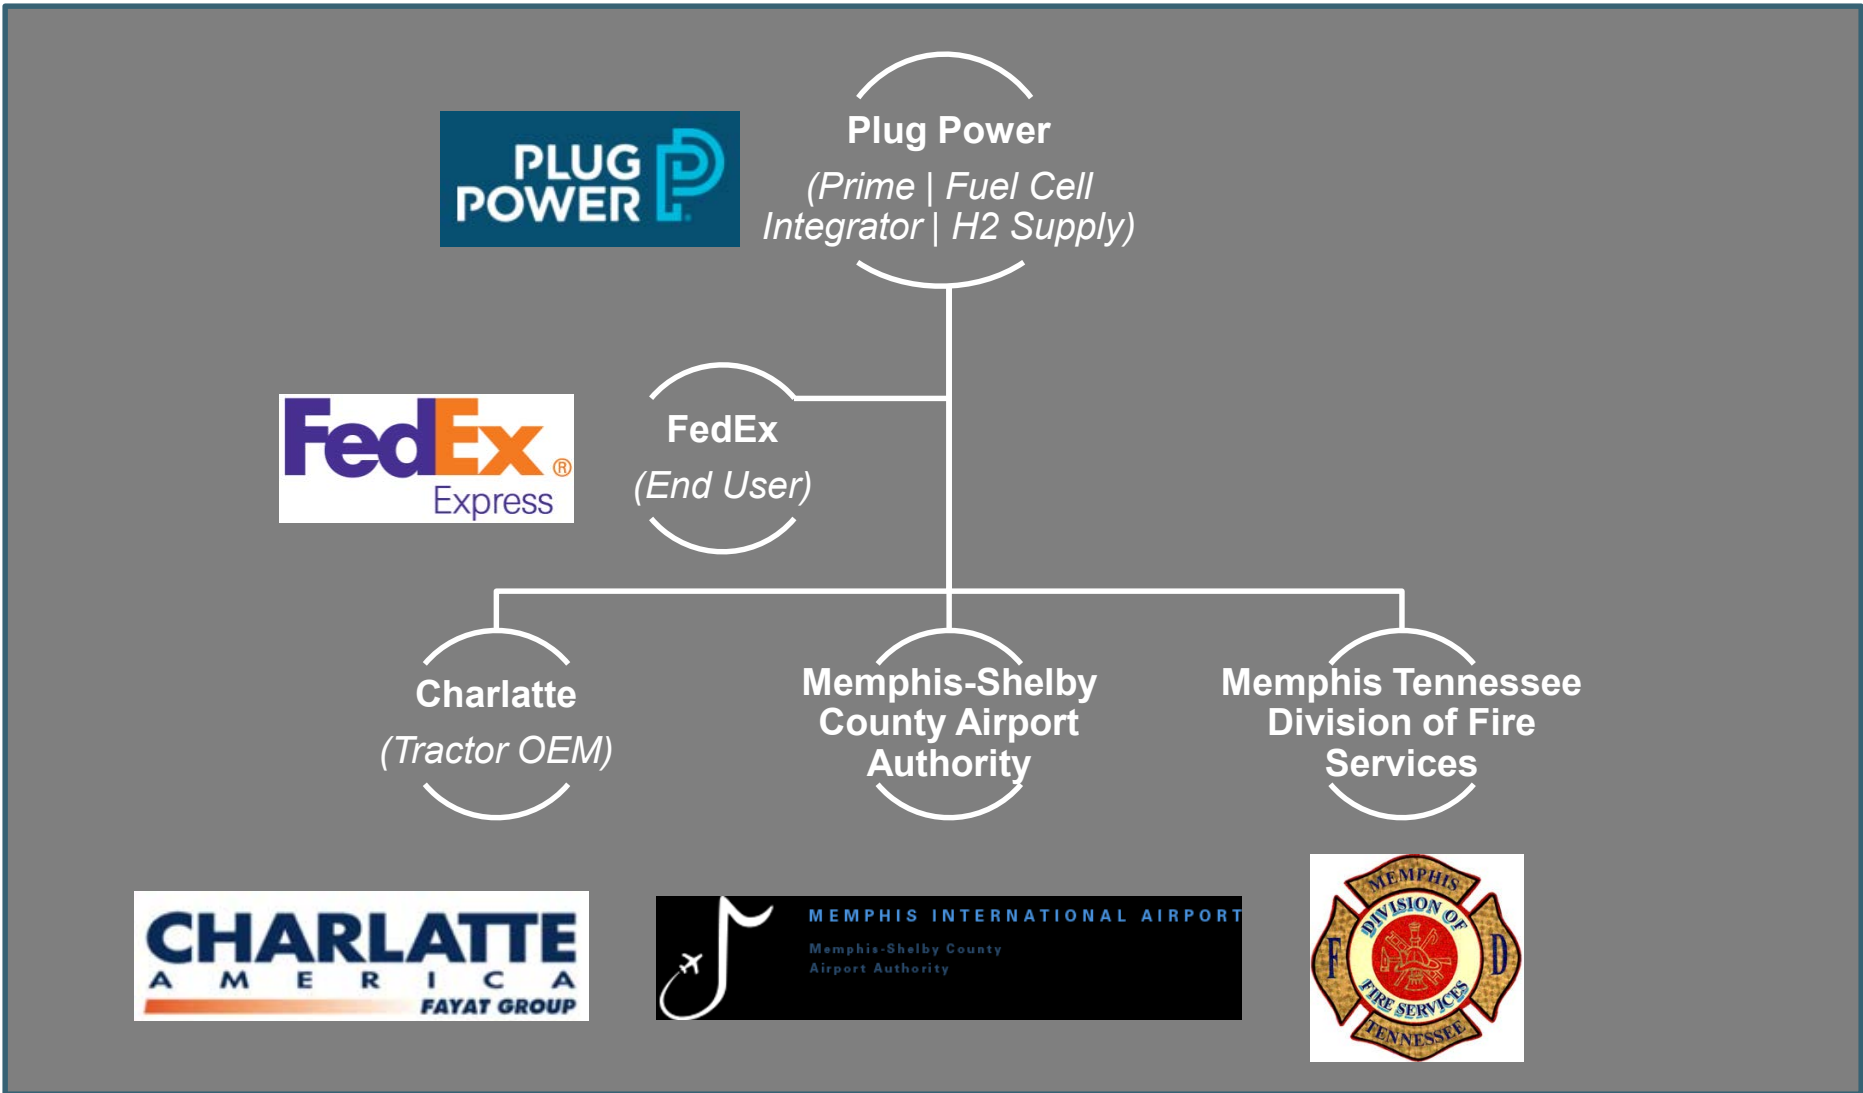 PLUG
POWER
Plug Power
(Prime | Fuel Cell
Integrator | H2 Supply)
FedEx ®
Express
FedEx
(End User)
Charlatte
(Tractor OEM)
Memphis-Shelby
County Airport
Authority
Memphis Tennessee
Division of Fire
Services
CHARLATTE
AMERICA
FAYAT GROUP
MEMPHIS INTERNATIONAL AIRPORT
Memphis-Shelby County
Airport Authority
MEMPHIS
DIVISION OF
F D
FIRE SERVICES
TENNESSEE